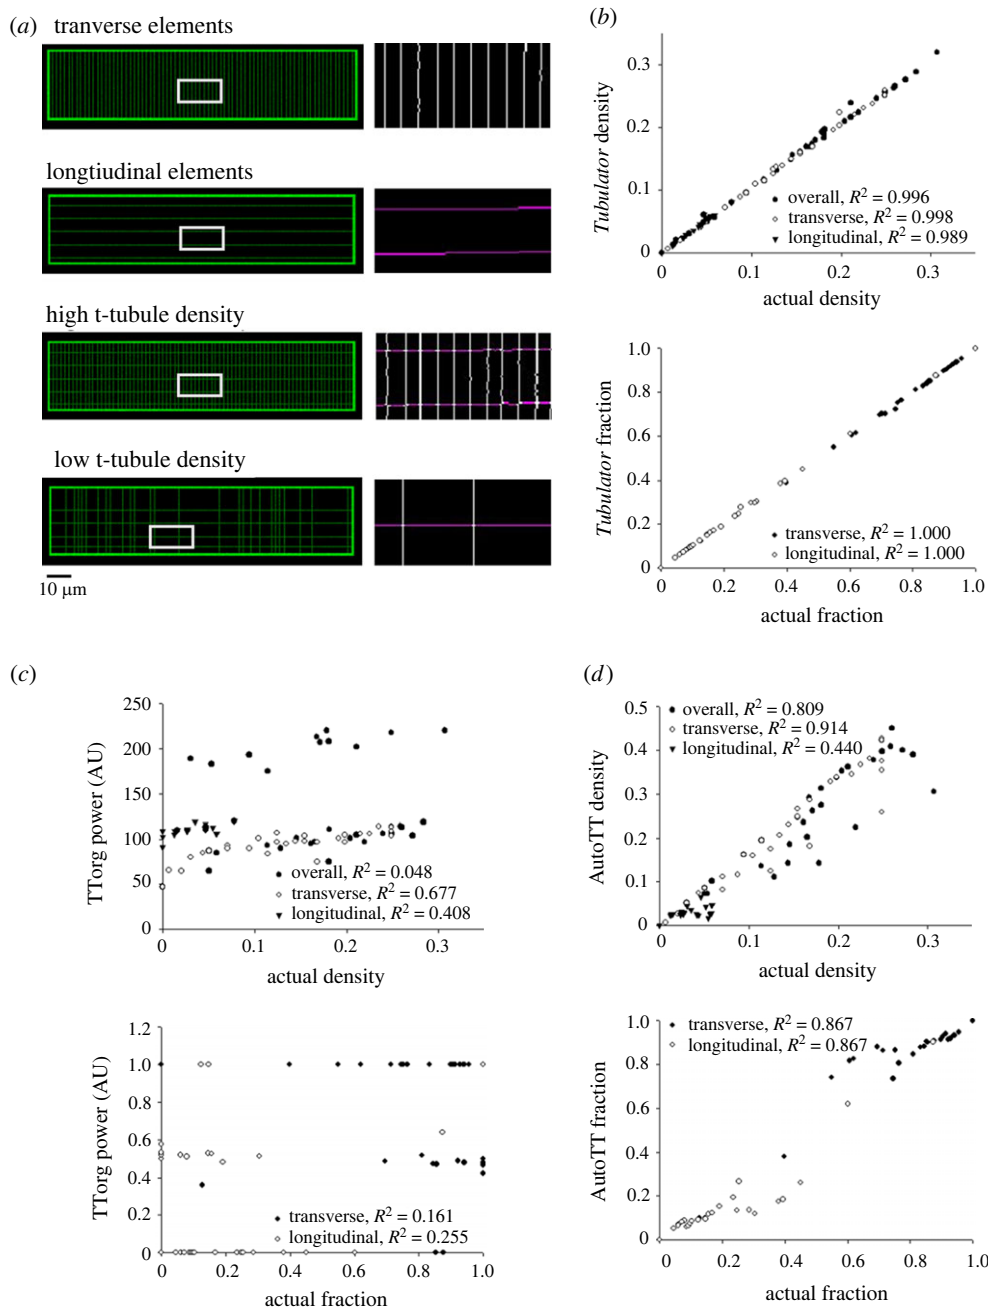 (a) tranverse elements
longtiudinal elements
high t-tubule density
low t-tubule density
10 µm
(b)
Tubulator density
0.3
0.2
0.1
0
overall, R² = 0.996
transverse, R² = 0.998
longitudinal, R² = 0.989
0 0.1 0.2 0.3
actual density
Tubulator fraction
1.0
0.8
0.6
0.4
0.2
0
transverse, R² = 1.000
longitudinal, R² = 1.000
0 0.2 0.4 0.6 0.8 1.0
actual fraction
(c)
TTorg power (AU)
250
200
150
100
50
0
overall, R² = 0.048
transverse, R² = 0.677
longitudinal, R² = 0.408
0 0.1 0.2 0.3
actual density
TTorg power (AU)
1.2
1.0
0.8
0.6
0.4
0.2
0
transverse, R² = 0.161
longitudinal, R² = 0.255
0 0.2 0.4 0.6 0.8 1.0
actual fraction
(d)
AutoTT density
0.5
0.4
0.3
0.2
0.1
0
overall, R² = 0.809
transverse, R² = 0.914
longitudinal, R² = 0.440
0 0.1 0.2 0.3
actual density
AutoTT fraction
1.0
0.8
0.6
0.4
0.2
0
transverse, R² = 0.867
longitudinal, R² = 0.867
0 0.2 0.4 0.6 0.8 1.0
actual fraction